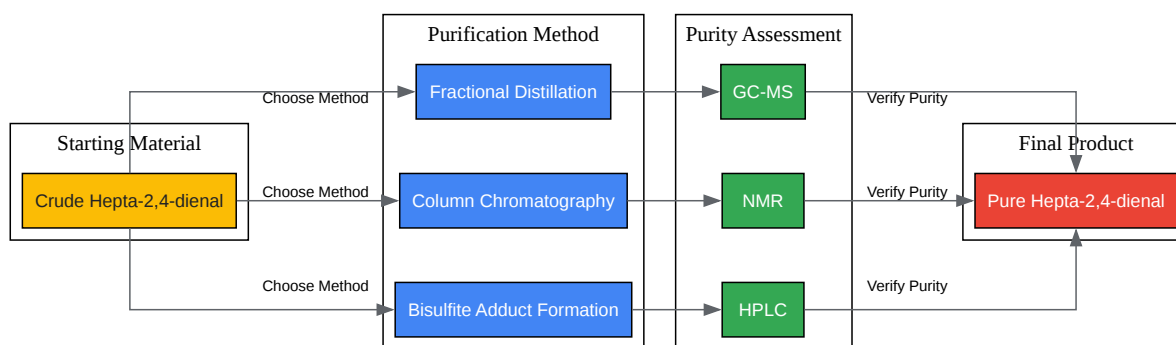 Purification Method
Purity Assessment
Fractional Distillation
GC-MS
Choose Method
Verify Purity
Starting Material
Final Product
Crude Hepta-2,4-dienal
Choose Method
Column Chromatography
NMR
Verify Purity
Pure Hepta-2,4-dienal
Choose Method
Verify Purity
Bisulfite Adduct Formation
HPLC